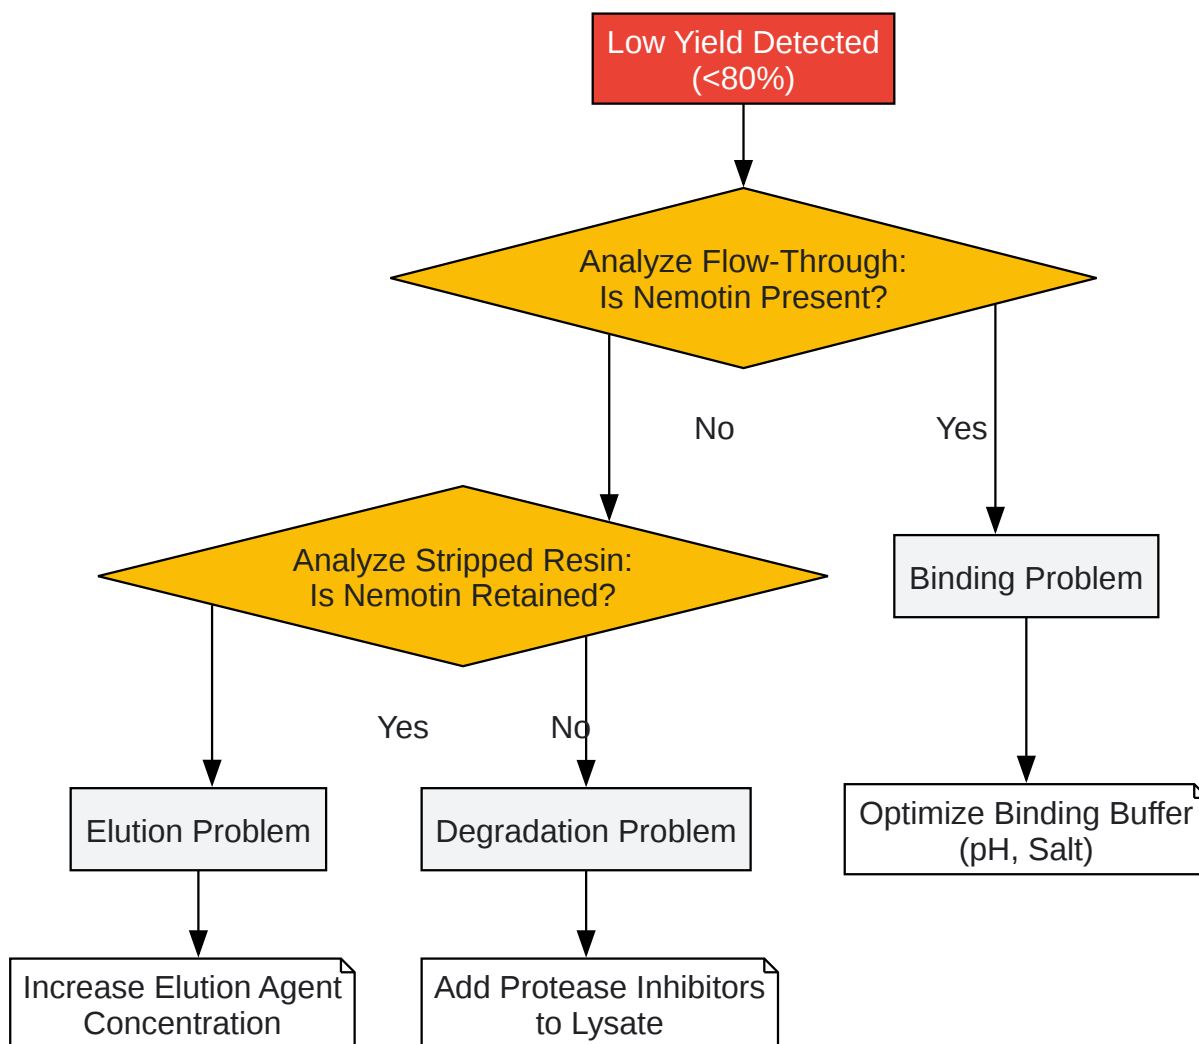 Low Yield Detected
(<80%)
Analyze Flow-Through:
Is Nemotin Present?
No
Yes
Analyze Stripped Resin:
Is Nemotin Retained?
Binding Problem
Yes
No
Elution Problem
Degradation Problem
Optimize Binding Buffer
(pH, Salt)
Increase Elution Agent
Concentration
Add Protease Inhibitors
to Lysate